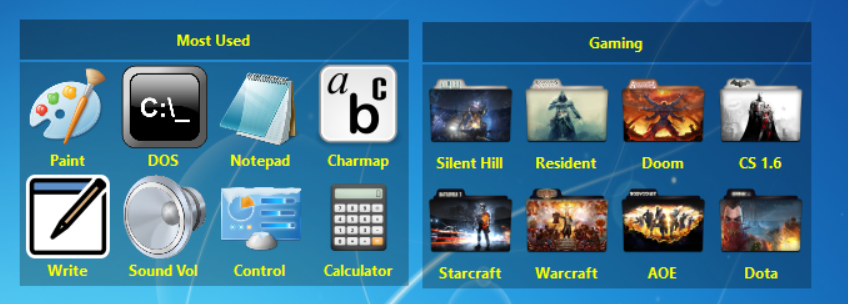 Most Used
C:\_
a
b
c
Paint
DOS
Notepad
Charmap
Write
Sound Vol
Control
Calculator
Gaming
Silent Hill
Resident
Doom
CS 1.6
Starcraft
Warcraft
AOE
Dota